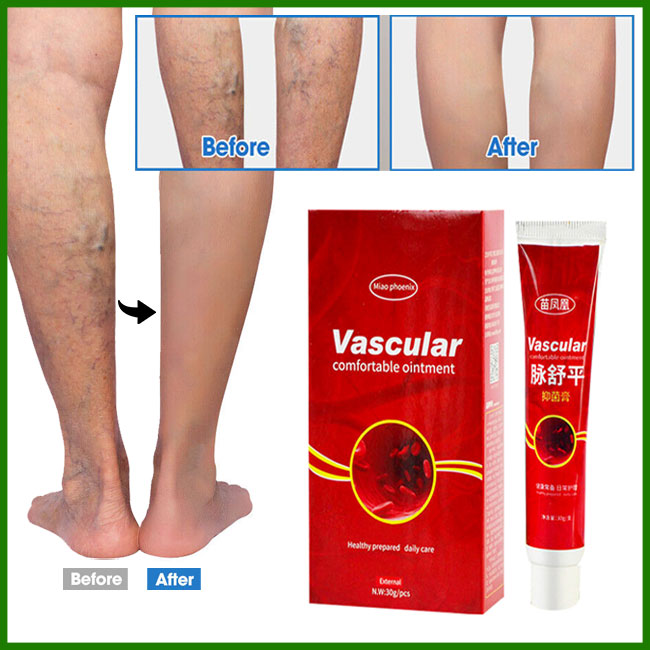 Before
After
Miao phoenix
Vascular
comfortable ointment
Healthy prepared daily care
External
N.W:30g/pcs
苗凤凰
Vascular
comfortable ointment
脉舒平
抑菌膏
Before
After